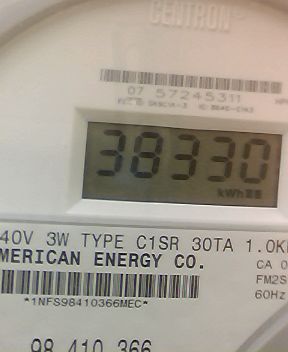 CENTRON
07 57245311
38330
kWh
40V 3W TYPE C1SR 30TA 1.0K
MERICAN ENERGY CO.
CA 0
FM2S
60Hz
*1NFS98410366MEC*
98 410 366